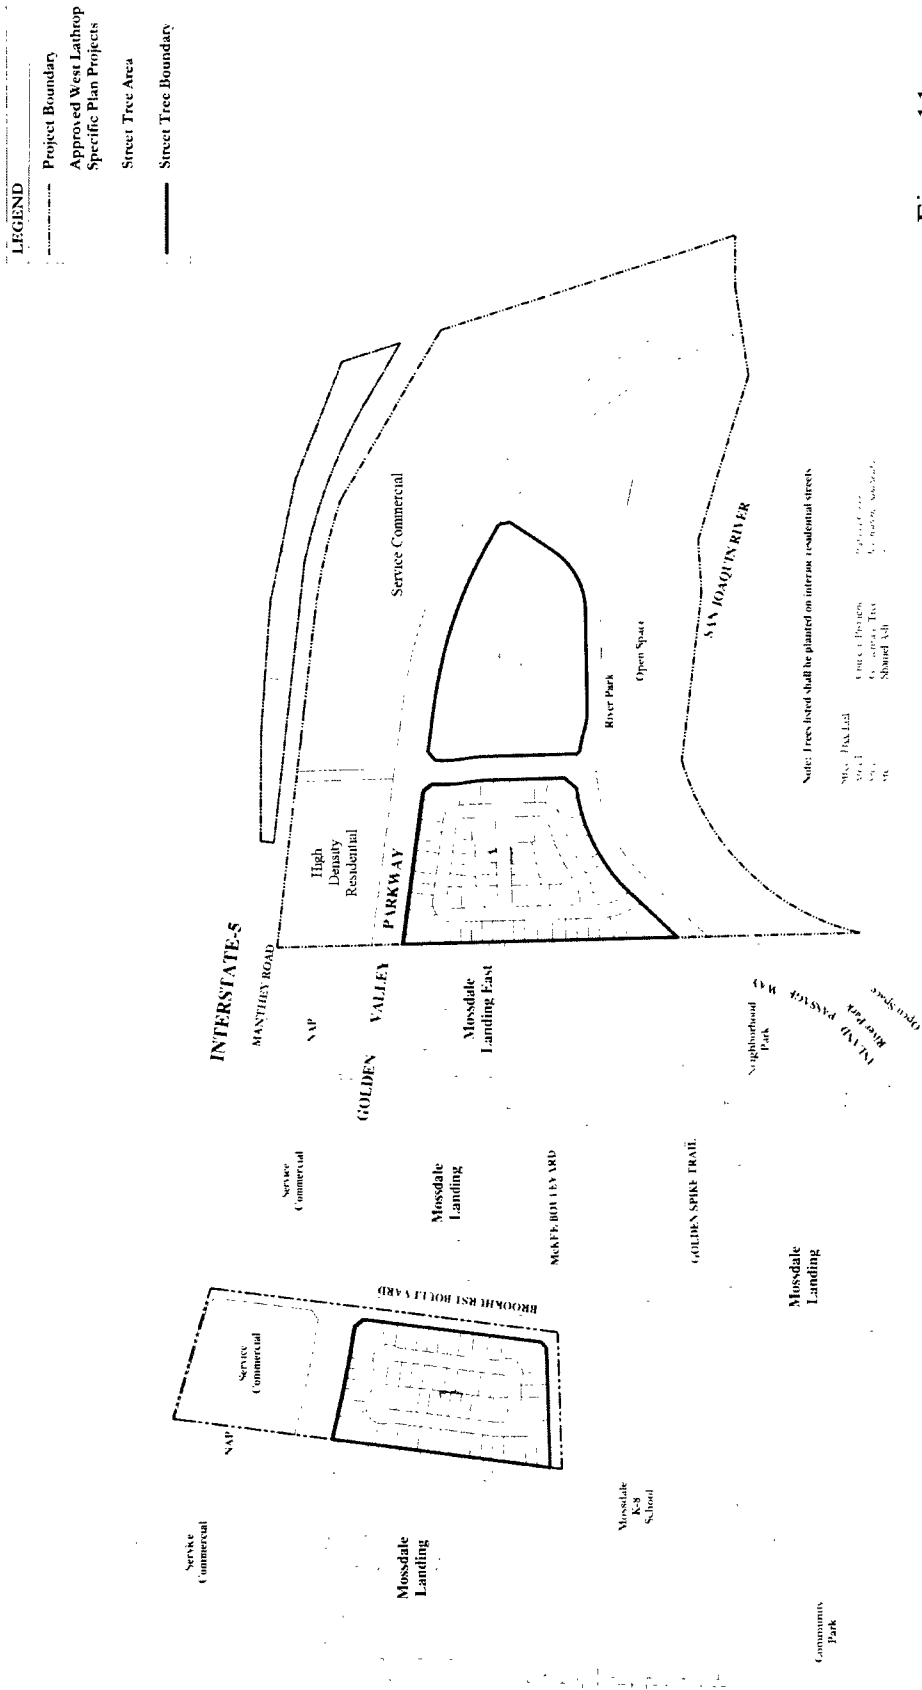 LEGEND
Project Boundary
Approved West Lathrop
Specific Plan Projects
Street Tree Area
Street Tree Boundary
INTERSTATE-5
MANTHEY ROAD
NAP
High
Density
Residential
Service Commercial
GOLDEN VALLEY PARKWAY
Mossdale
Landing East
River Park
Open Space
SAN JOAQUIN RIVER
Neighborhood
Park
INLAND PASSAGE WAY
River Park
Open Space
Service
Commercial
Mossdale
Landing
McKEE BOULEVARD
GOLDEN SPIKE TRAIL
Mossdale
Landing
BROOKHURST BOULEVARD
Service
Commercial
NAP
Service
Commercial
Mossdale
Landing
Mossdale
K-8
School
Community
Park
Note: Trees listed shall be planted on interior residential streets